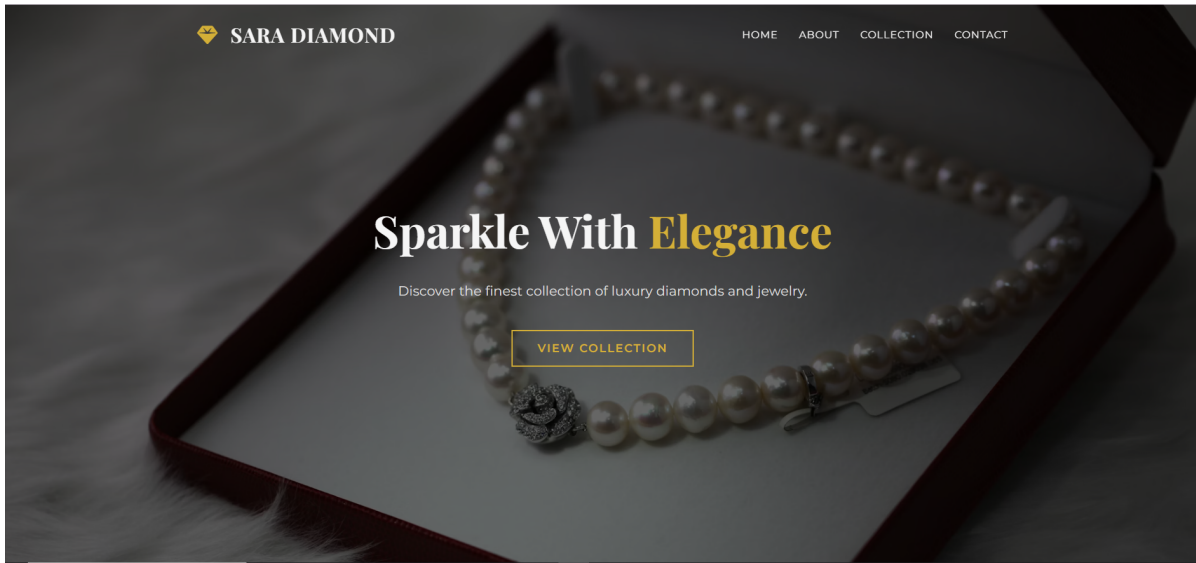 SARA DIAMOND
HOME ABOUT COLLECTION CONTACT
Sparkle With Elegance
Discover the finest collection of luxury diamonds and jewelry.
VIEW COLLECTION